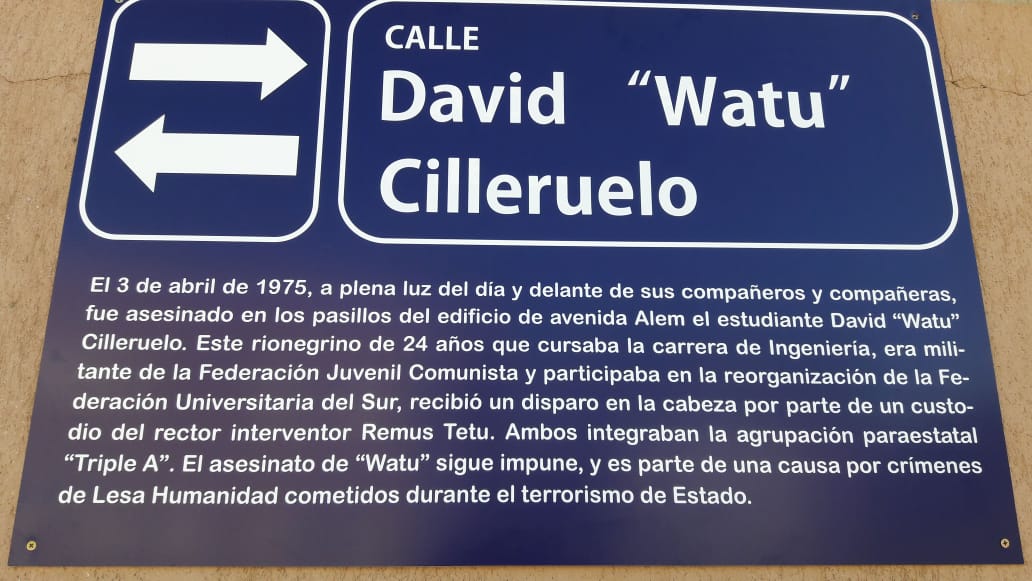 CALLE
David “Watu”
Cilleruelo
El 3 de abril de 1975, a plena luz del día y delante de sus compañeros y compañeras,
fue asesinado en los pasillos del edificio de avenida Alem el estudiante David “Watu”
Cilleruelo. Este rionegrino de 24 años que cursaba la carrera de Ingeniería, era mili-
tante de la Federación Juvenil Comunista y participaba en la reorganización de la Fe-
deración Universitaria del Sur, recibió un disparo en la cabeza por parte de un custo-
dio del rector interventor Remus Tetu. Ambos integraban la agrupación paraestatal
“Triple A”. El asesinato de “Watu” sigue impune, y es parte de una causa por crímenes
de Lesa Humanidad cometidos durante el terrorismo de Estado.